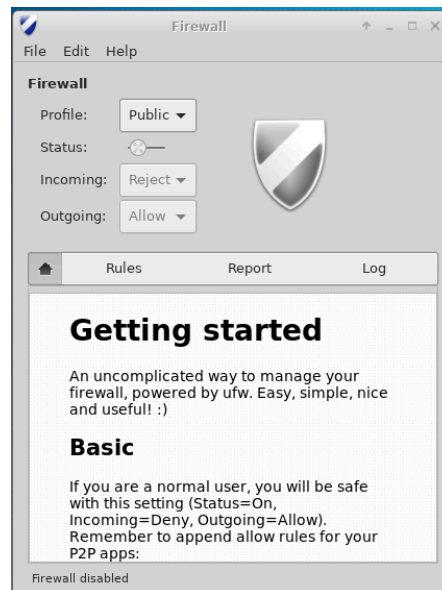 Firewall
File Edit Help
Firewall
Profile: Public
Status:
Incoming: Reject
Outgoing: Allow
Rules Report Log
Getting started
An uncomplicated way to manage your
firewall, powered by ufw. Easy, simple, nice
and useful! :)
Basic
If you are a normal user, you will be safe
with this setting (Status=On,
Incoming=Deny, Outgoing=Allow).
Remember to append allow rules for your
P2P apps:
Firewall disabled